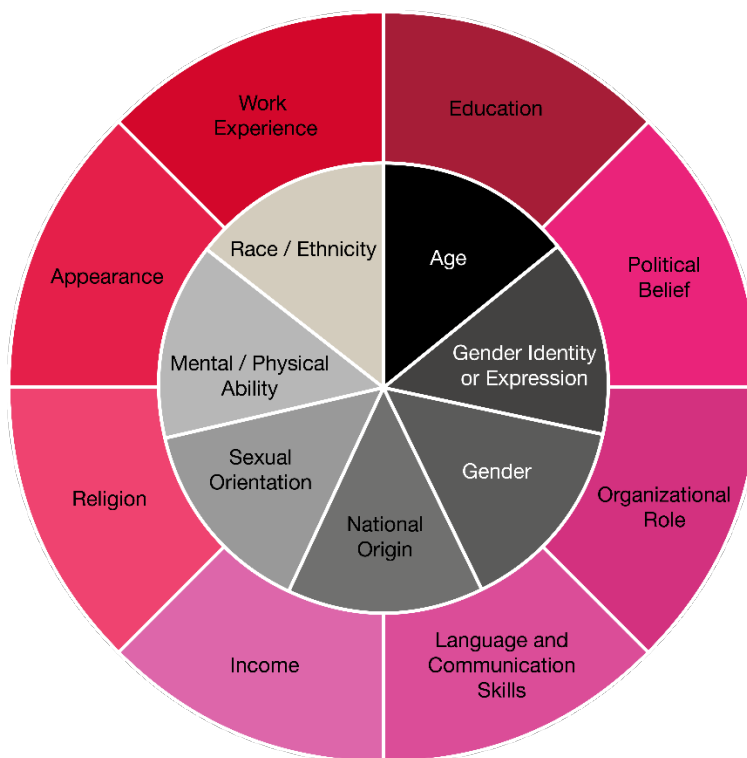 Work
Experience
Education
Appearance
Political
Belief
Religion
Organizational
Role
Income
Language and
Communication
Skills
Race / Ethnicity
Age
Mental / Physical
Ability
Gender Identity
or Expression
Sexual
Orientation
Gender
National
Origin